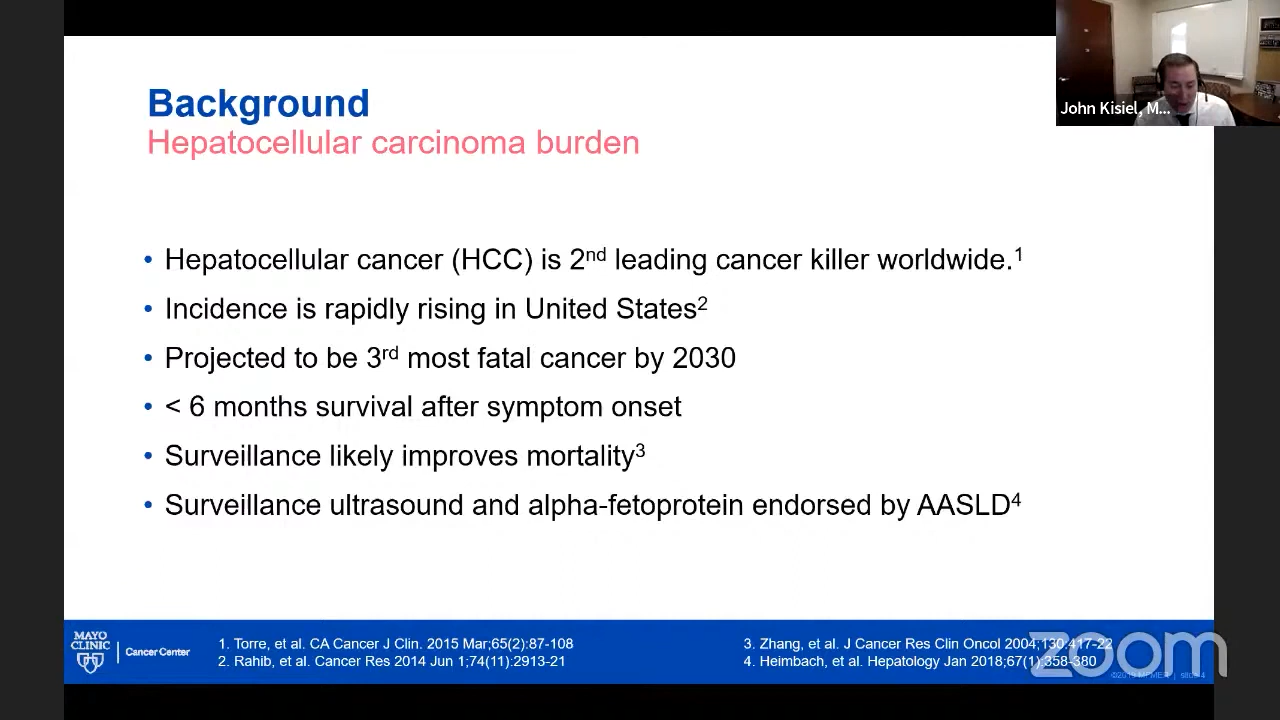 John Kisiel, M...
Background
Hepatocellular carcinoma burden
• Hepatocellular cancer (HCC) is 2nd leading cancer killer worldwide.1
• Incidence is rapidly rising in United States2
• Projected to be 3rd most fatal cancer by 2030
• < 6 months survival after symptom onset
• Surveillance likely improves mortality3
• Surveillance ultrasound and alpha-fetoprotein endorsed by AASLD4
MAYO
CLINIC
Cancer Center
1. Torre, et al. CA Cancer J Clin. 2015 Mar;65(2):87-108
2. Rahib, et al. Cancer Res 2014 Jun 1;74(11):2913-21
3. Zhang, et al. J Cancer Res Clin Oncol 2004;130:417-22
4. Heimbach, et al. Hepatology Jan 2018;67(1):358-380
zoom